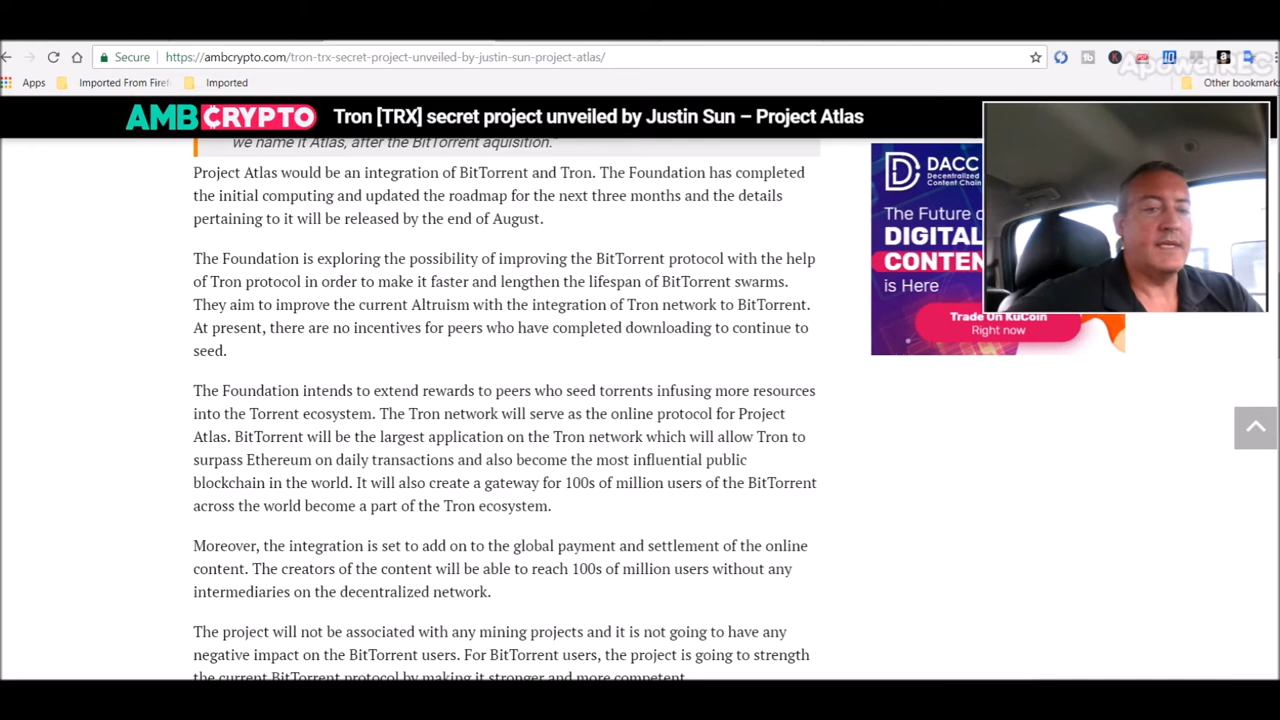 ApowerREC
Secure
https://ambcrypto.com/tron-trx-secret-project-unveiled-by-justin-sun-project-atlas/
Apps
Imported From Firef
Imported
Other bookmarks
AMBCRYPTO
Tron [TRX] secret project unveiled by Justin Sun – Project Atlas
we name it Atlas, after the BitTorrent aquisition."
Project Atlas would be an integration of BitTorrent and Tron. The Foundation has completed
the initial computing and updated the roadmap for the next three months and the details
pertaining to it will be released by the end of August.
The Foundation is exploring the possibility of improving the BitTorrent protocol with the help
of Tron protocol in order to make it faster and lengthen the lifespan of BitTorrent swarms.
They aim to improve the current Altruism with the integration of Tron network to BitTorrent.
At present, there are no incentives for peers who have completed downloading to continue to
seed.
The Foundation intends to extend rewards to peers who seed torrents infusing more resources
into the Torrent ecosystem. The Tron network will serve as the online protocol for Project
Atlas. BitTorrent will be the largest application on the Tron network which will allow Tron to
surpass Ethereum on daily transactions and also become the most influential public
blockchain in the world. It will also create a gateway for 100s of million users of the BitTorrent
across the world become a part of the Tron ecosystem.
Moreover, the integration is set to add on to the global payment and settlement of the online
content. The creators of the content will be able to reach 100s of million users without any
intermediaries on the decentralized network.
The project will not be associated with any mining projects and it is not going to have any
negative impact on the BitTorrent users. For BitTorrent users, the project is going to strength
the current BitTorrent protocol by making it stronger and more competent.
DACC
Decentralized
Content Chain
The Future o
DIGITAL
CONTEN
is Here
Trade On KuCoin
Right now